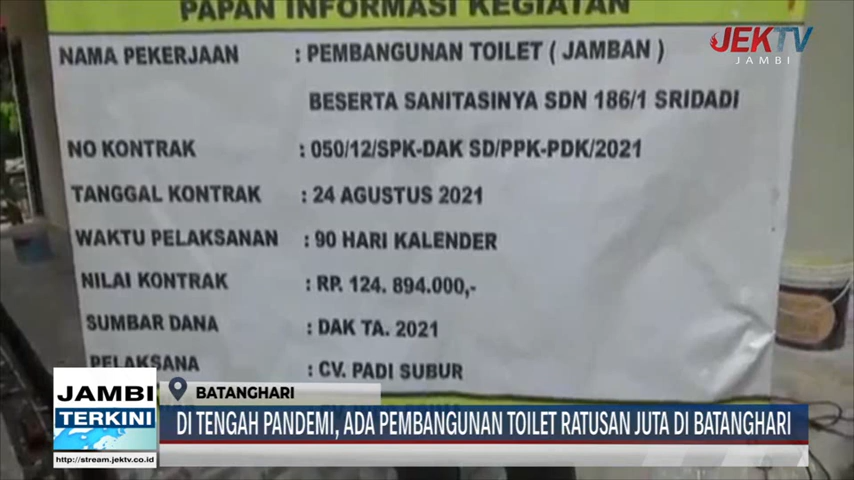 PAPAN INFORMASI KEGIATAN
JEKTV
JAMBI
NAMA PEKERJAAN : PEMBANGUNAN TOILET ( JAMBAN )
BESERTA SANITASINYA SDN 186/1 SRIDADI
NO KONTRAK : 050/12/SPK-DAK SD/PPK-PDK/2021
TANGGAL KONTRAK : 24 AGUSTUS 2021
WAKTU PELAKSANAN : 90 HARI KALENDER
NILAI KONTRAK : RP. 124. 894.000,-
SUMBAR DANA : DAK TA. 2021
PELAKSANA : CV. PADI SUBUR
JAMBI
TERKINI
http://stream.jektv.co.id
BATANGHARI
DI TENGAH PANDEMI, ADA PEMBANGUNAN TOILET RATUSAN JUTA DI BATANGHARI